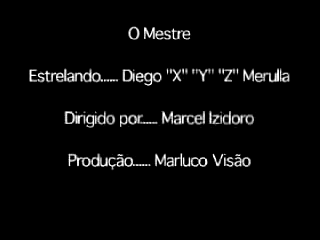 O Mestre
Estrelando...... Diego "X" "Y" "Z" Merulla
Dirigido por...... Marcel Izidoro
Produção...... Marluco Visão